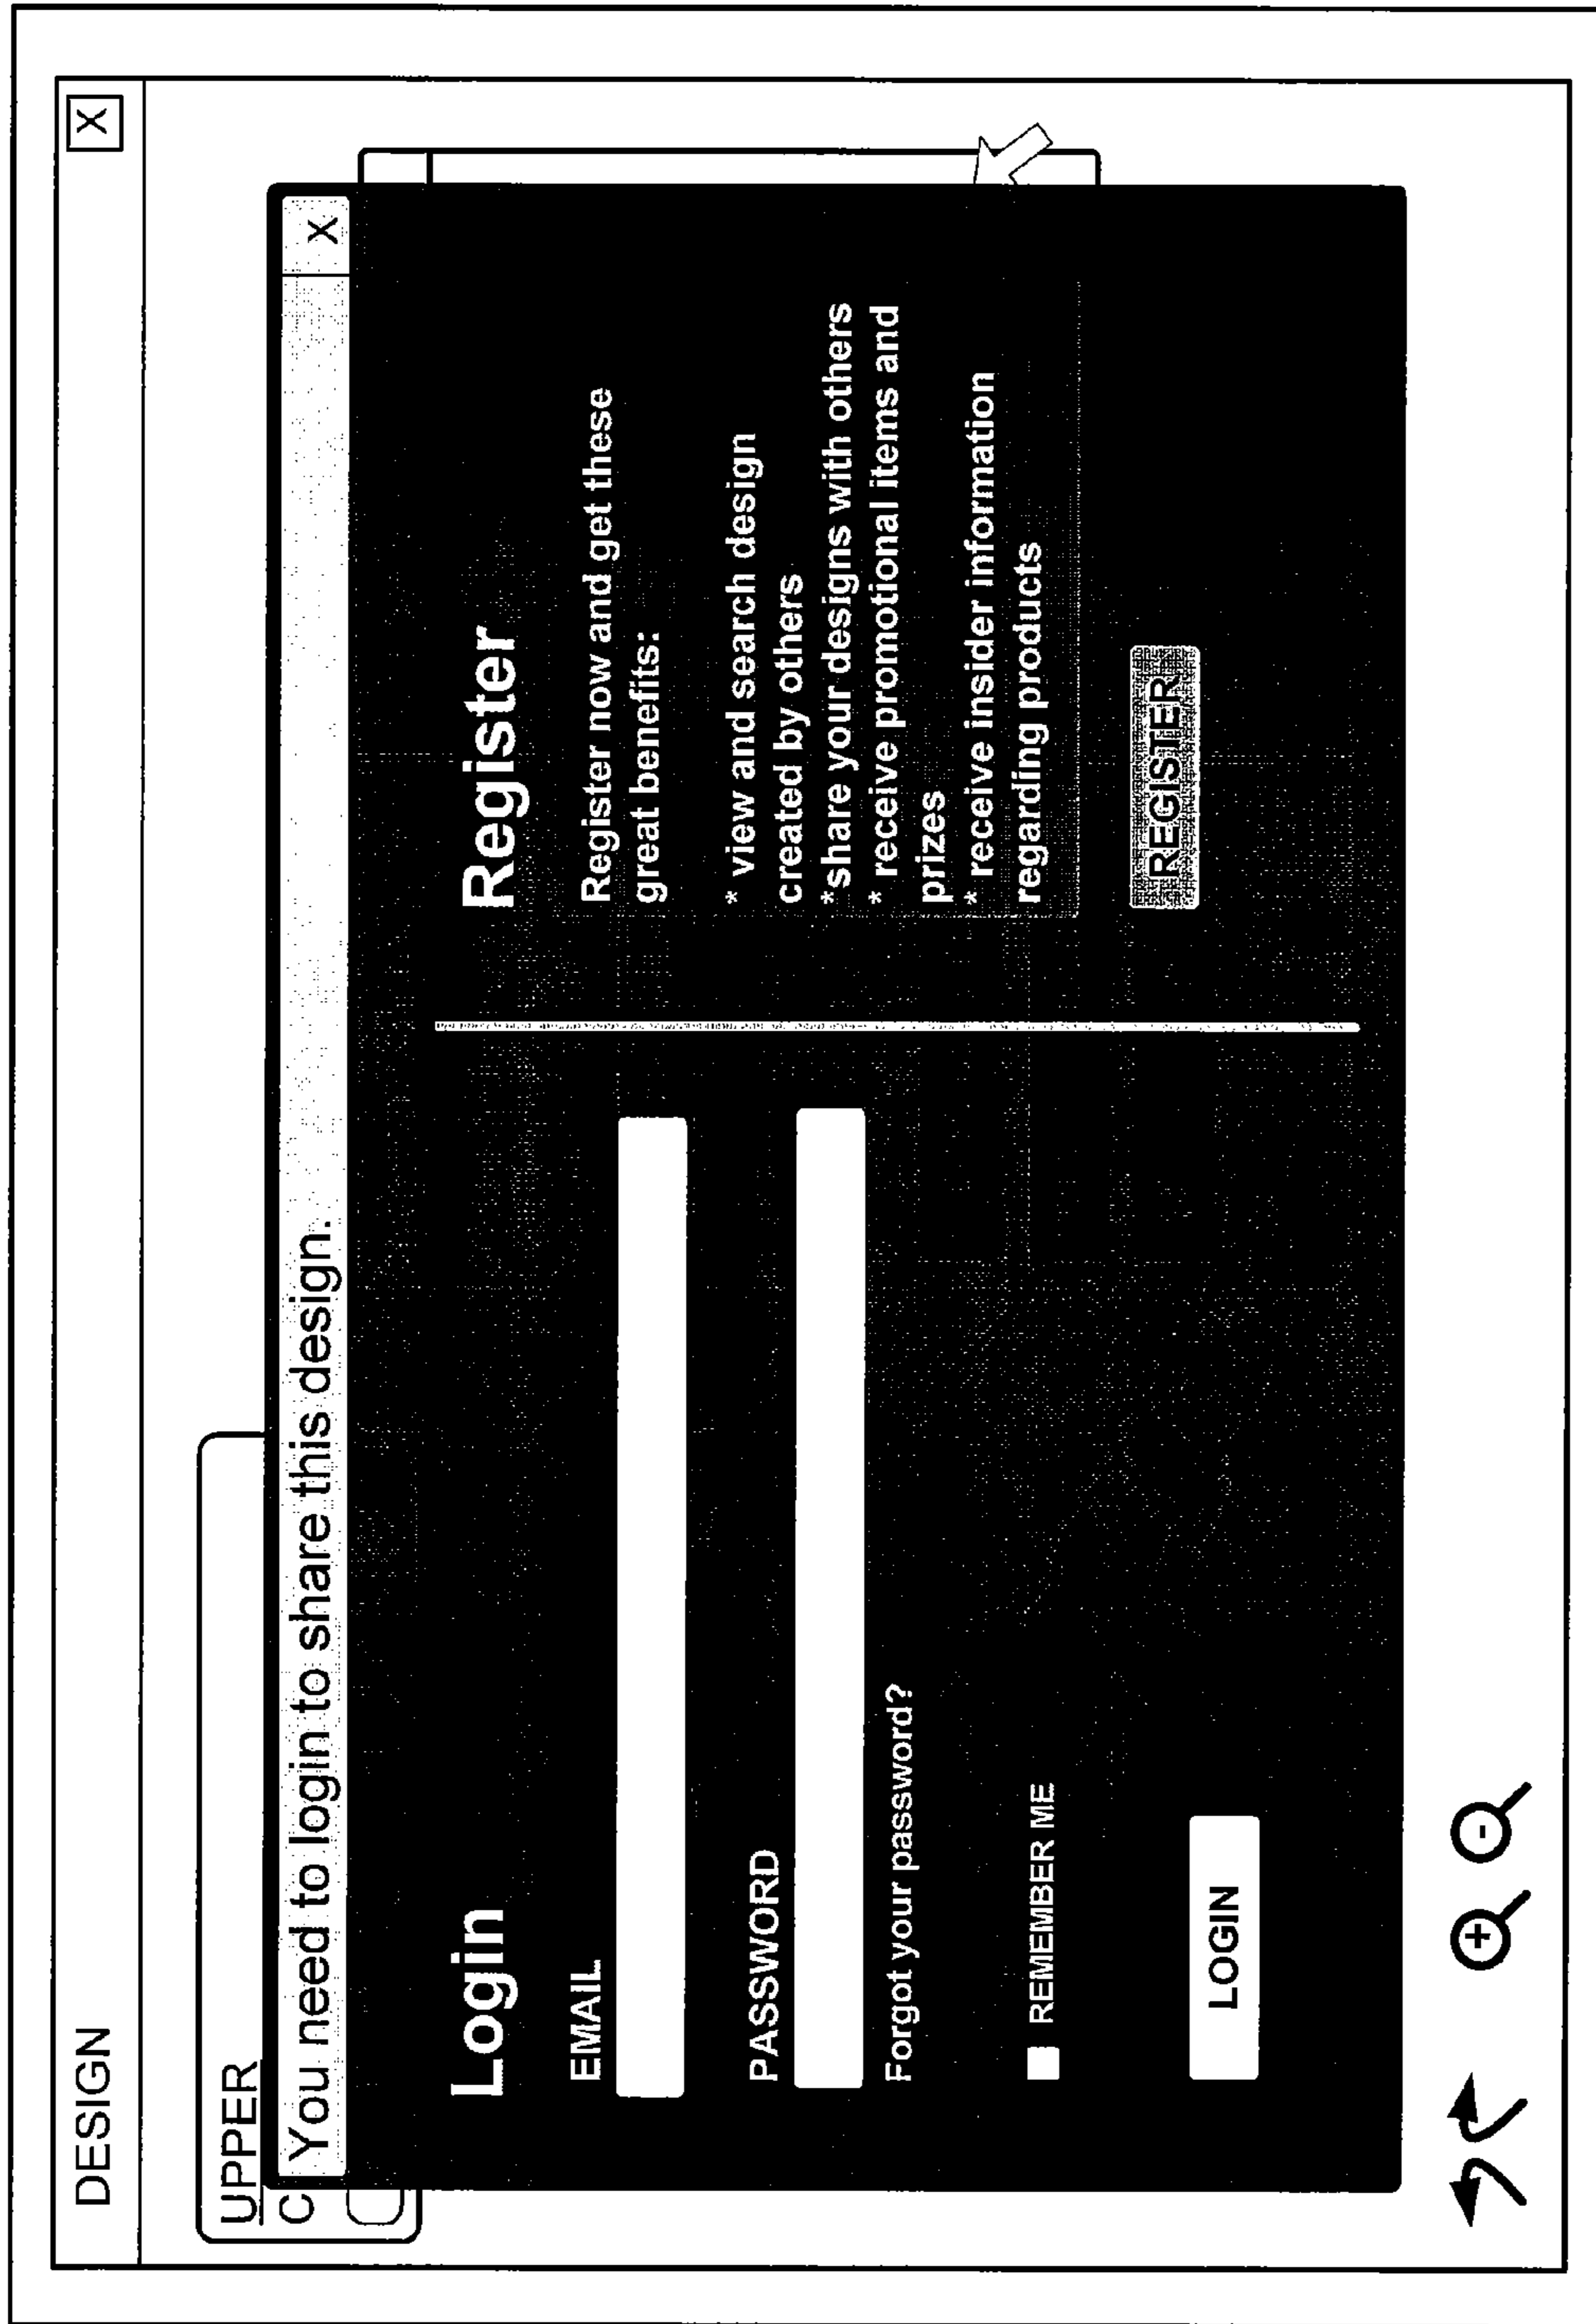 DESIGN
X
UPPER
C
You need to login to share this design.
X
Login
EMAIL
PASSWORD
Forgot your password?
REMEMBER ME
LOGIN
Register
Register now and get these
great benefits:
* view and search design
created by others
*share your designs with others
* receive promotional items and
prizes
* receive insider information
regarding products
REGISTER